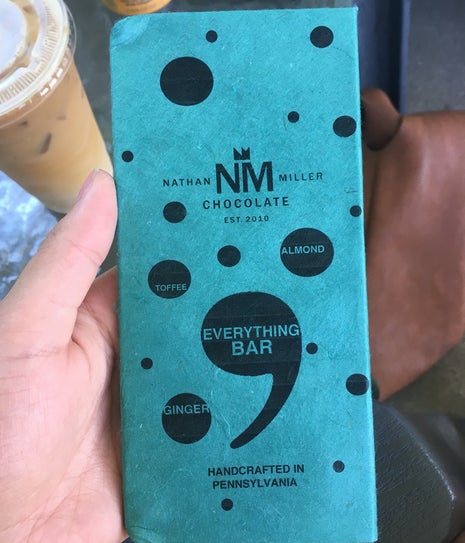 NATHAN NM MILLER
CHOCOLATE
EST. 2010
ALMOND
TOFFEE
EVERYTHING
BAR
GINGER
HANDCRAFTED IN
PENNSYLVANIA